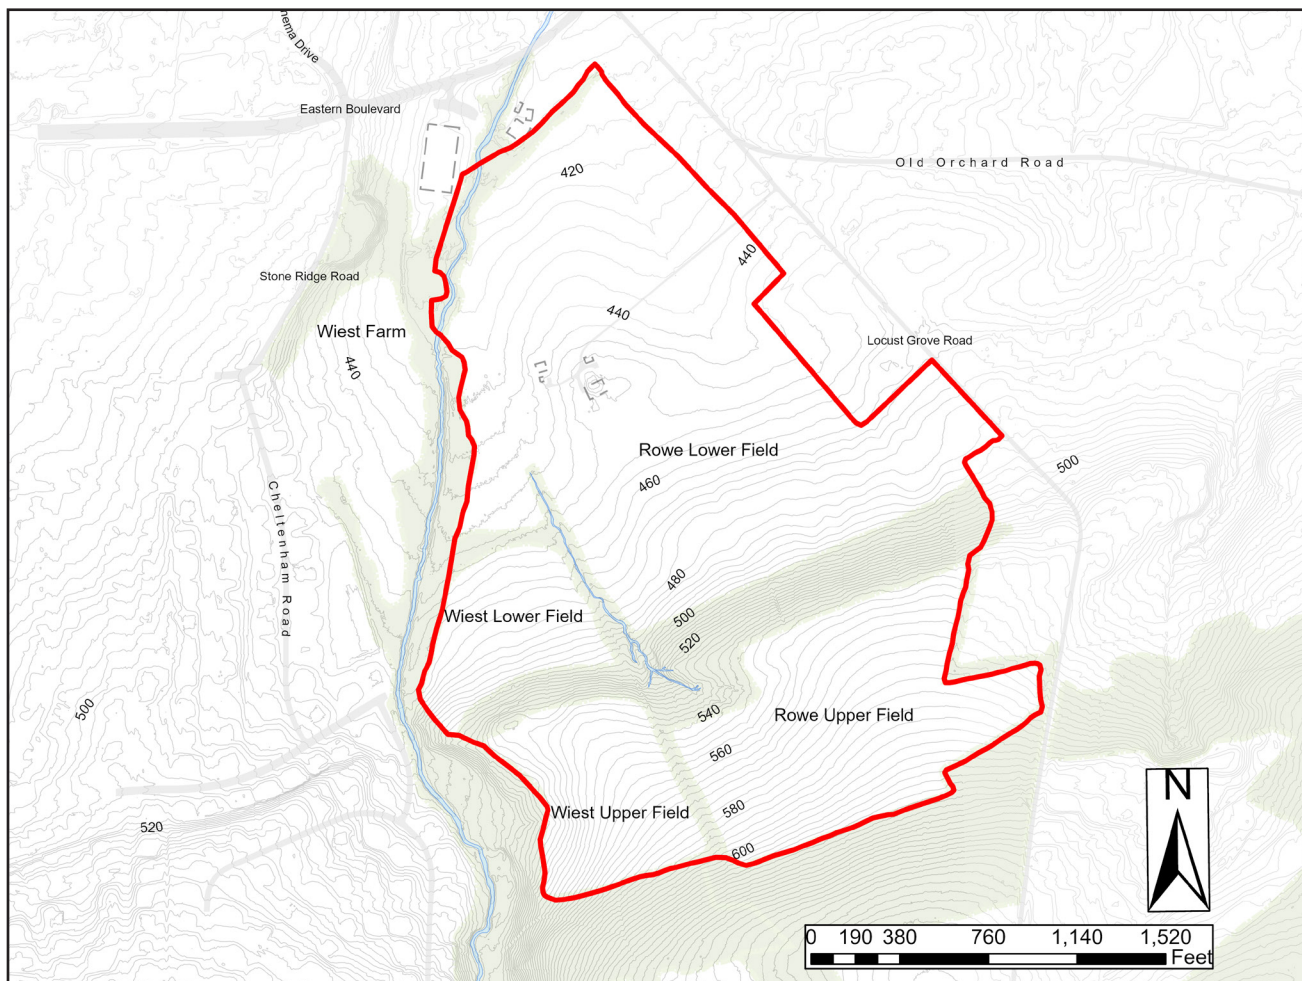 nema Drive
Eastern Boulevard
Old Orchard Road
420
440
Stone Ridge Road
440
Wiest Farm
Locust Grove Road
440
Rowe Lower Field
500
460
Cheltenham Road
480
Wiest Lower Field
500
520
500
540
Rowe Upper Field
560
580
Wiest Upper Field
520
600
N
0 190 380 760 1,140 1,520
Feet